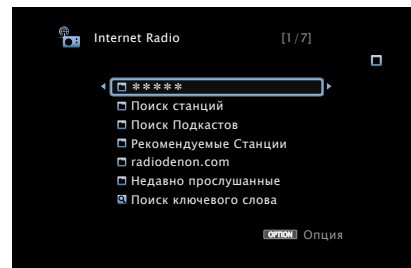 Internet Radio [1/7]
*****
Поиск станций
Поиск Подкастов
Рекомендуемые Станции
radiodenon.com
Недавно прослушанные
Поиск ключевого слова
OPTION Опция